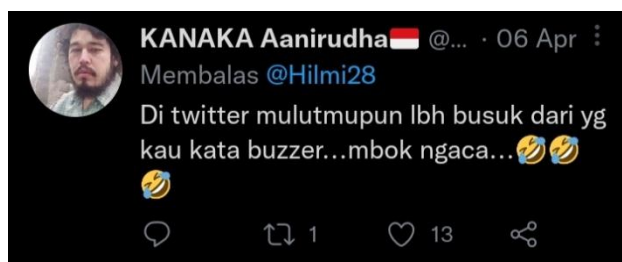 KANAKA Aanirudha🇮🇩 @... · 06 Apr
Membalas @Hilmi28
Di twitter mulutmupun lbh busuk dari yg
kau kata buzzer...mbok ngaca...🤣🤣
🤣
1 13